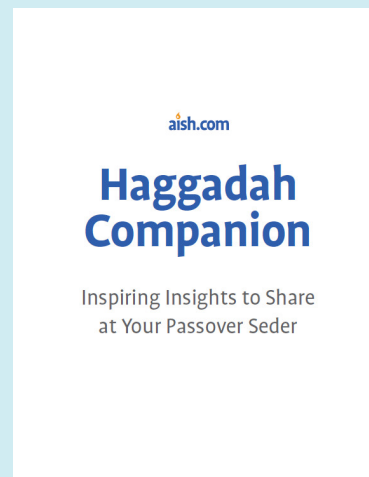 aish.com
Haggadah
Companion
Inspiring Insights to Share
at Your Passover Seder